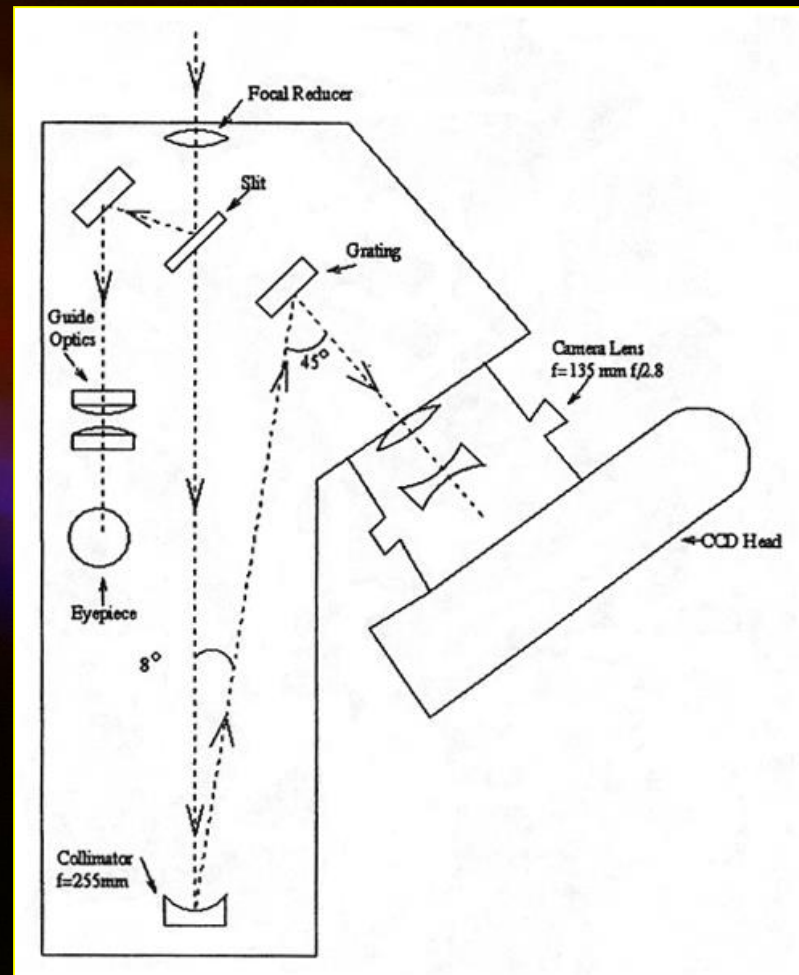 Focal Reducer
Slit
Grating
Guide
Optics
45°
Camera Lens
f=135 mm f/2.8
CCD Head
Eyepiece
8°
Collimator
f=255mm